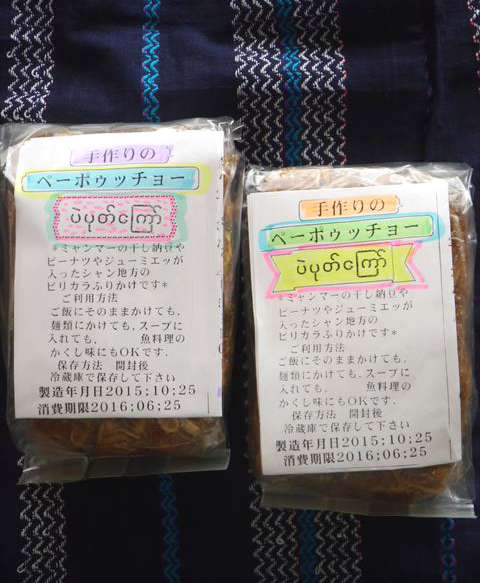 手作りの
ペーポゥッチョー
ပဲပုတ်ကြော်
*ミャンマーの干し納豆や
ピーナツやジューミエッが
入ったシャン地方の
ピリカラふりかけです*
ご利用方法
ご飯にそのままかけても,
麺類にかけても,スープに
入れても, 魚料理の
かくし味にもOKです.
保存方法 開封後
冷蔵庫で保存して下さい
製造年月日2015;10:25
消費期限2016;06:25
手作りの
ペーポゥッチョー
ပဲပုတ်ကြော်
*ミャンマーの干し納豆や
ピーナツやジューミエッが
入ったシャン地方の
ピリカラふりかけです*
ご利用方法
ご飯にそのままかけても,
麺類にかけても,スープに
入れても, 魚料理の
かくし味にもOKです.
保存方法 開封後
冷蔵庫で保存して下さい
製造年月日2015;10:25
消費期限2016;06:25